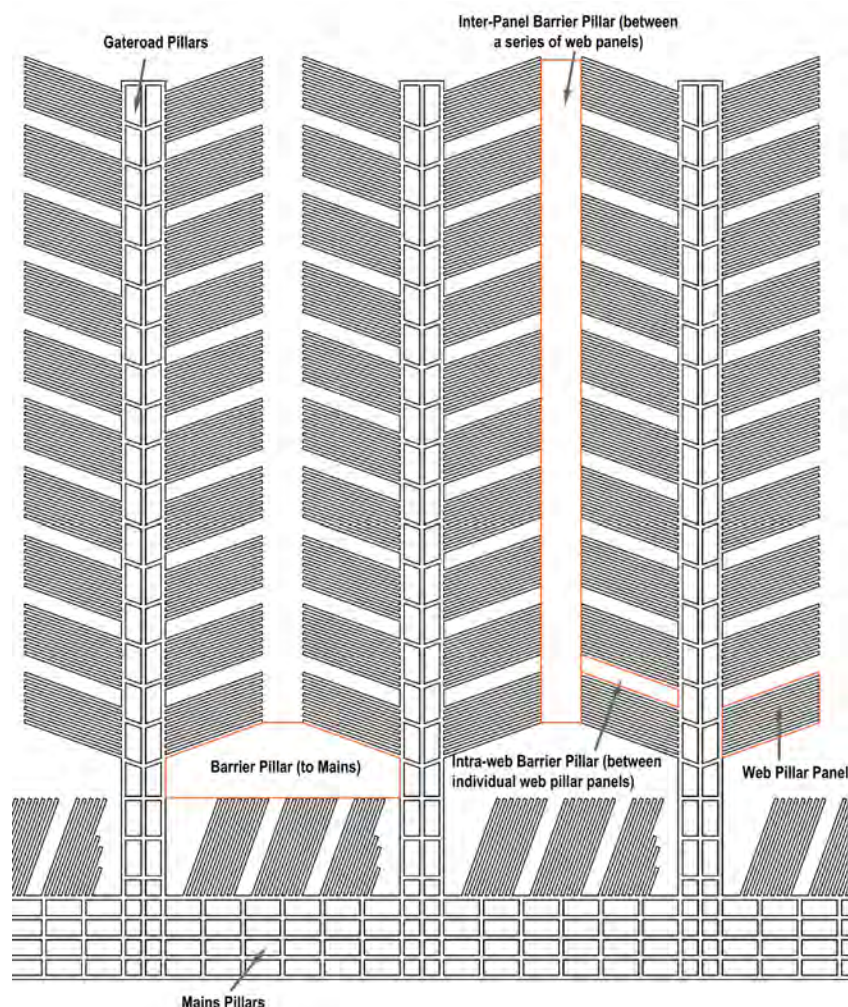 Inter-Panel Barrier Pillar (between
a series of web panels)
Gateroad Pillars
Barrier Pillar (to Mains)
Intra-web Barrier Pillar (between
individual web pillar panels)
Web Pillar Panel
Mains Pillars